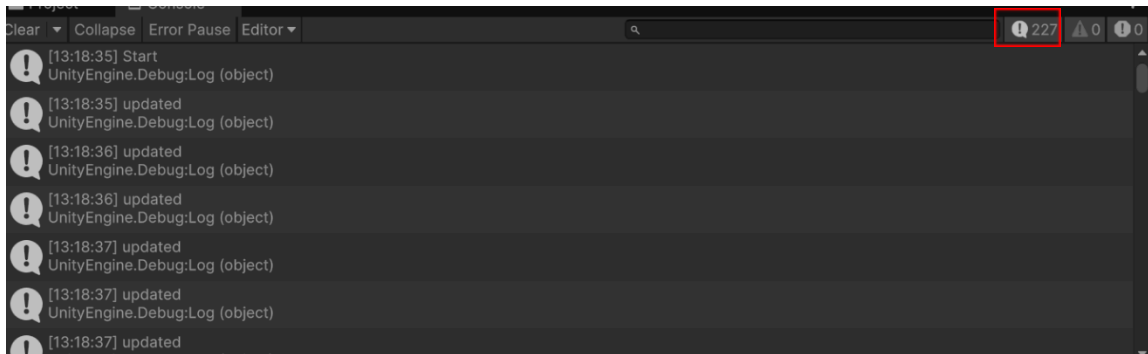 Project Console
Clear Collapse Error Pause Editor 227 0 0
[13:18:35] Start
UnityEngine.Debug:Log (object)
[13:18:35] updated
UnityEngine.Debug:Log (object)
[13:18:36] updated
UnityEngine.Debug:Log (object)
[13:18:36] updated
UnityEngine.Debug:Log (object)
[13:18:37] updated
UnityEngine.Debug:Log (object)
[13:18:37] updated
UnityEngine.Debug:Log (object)
[13:18:37] updated